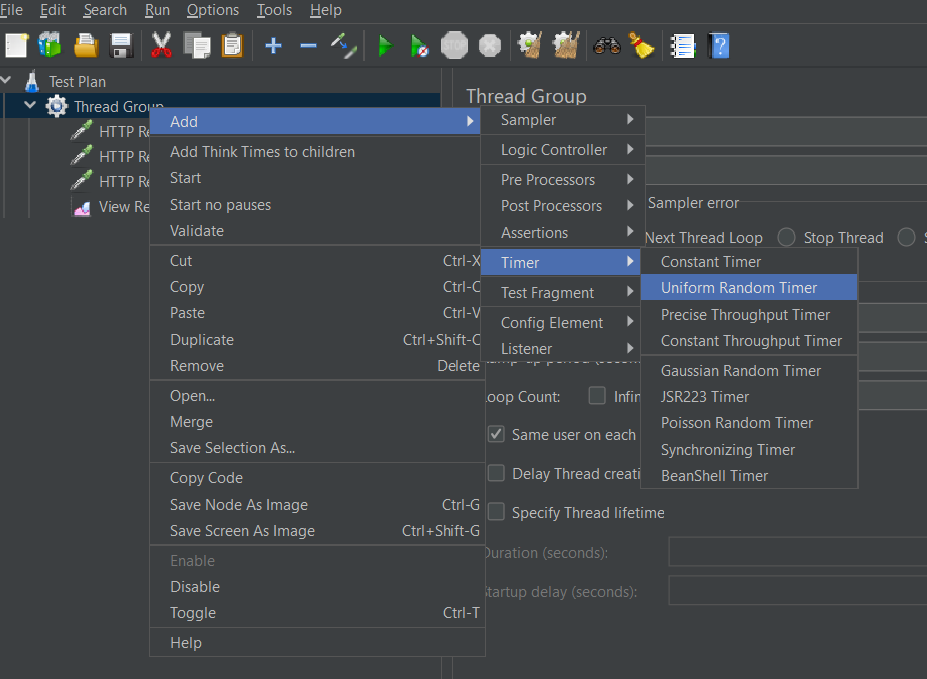 File Edit Search Run Options Tools Help
STOP
Test Plan
Thread Group
HTTP Re
HTTP Re
HTTP Re
View Re
Add
Add Think Times to children
Start
Start no pauses
Validate
Cut Ctrl-X
Copy Ctrl-C
Paste Ctrl-V
Duplicate Ctrl+Shift-C
Remove Delete
Open...
Merge
Save Selection As...
Copy Code
Save Node As Image Ctrl-G
Save Screen As Image Ctrl+Shift-G
Enable
Disable
Toggle Ctrl-T
Help
Thread Group
Sampler
Logic Controller
Pre Processors
Post Processors
Assertions
Timer
Test Fragment
Config Element
Listener
Sampler error
Next Thread Loop Stop Thread S
Constant Timer
Uniform Random Timer
Precise Throughput Timer
Constant Throughput Timer
Gaussian Random Timer
JSR223 Timer
Poisson Random Timer
Synchronizing Timer
BeanShell Timer
Loop Count: Infin
Same user on each
Delay Thread creati
Specify Thread lifetime
Duration (seconds):
Startup delay (seconds):